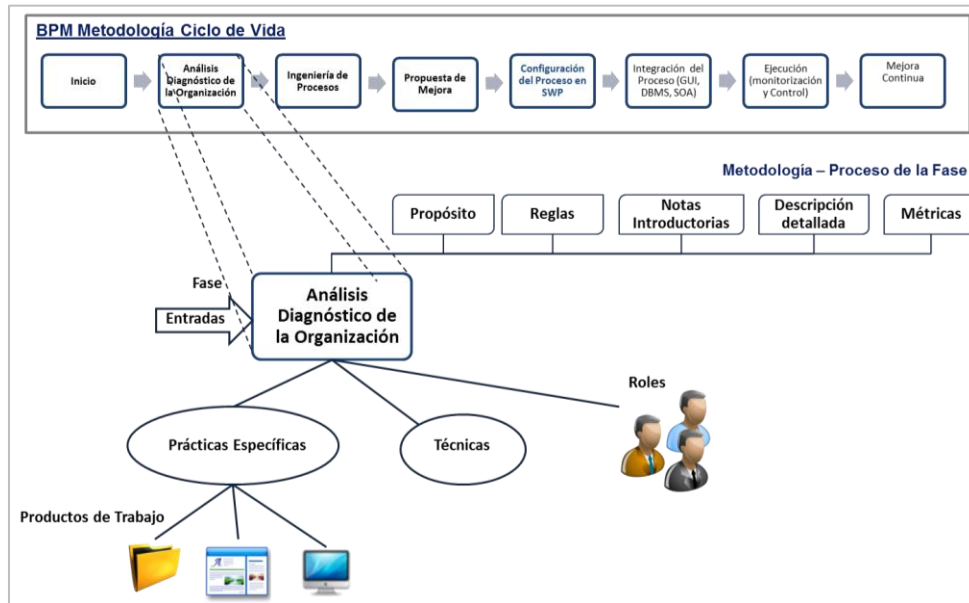 BPM Metodología Ciclo de Vida
Inicio
Análisis
Diagnóstico de
la Organización
Ingeniería de
Procesos
Propuesta de
Mejora
Configuración
del Proceso en
SWP
Integración del
Proceso (GUI,
DBMS, SOA)
Ejecución
(monitorización
y Control)
Mejora
Continua
Metodología – Proceso de la Fase
Propósito
Reglas
Notas
Introductorias
Descripción
detallada
Métricas
Fase
Entradas
Análisis
Diagnóstico de
la Organización
Roles
Prácticas Específicas
Técnicas
Productos de Trabajo